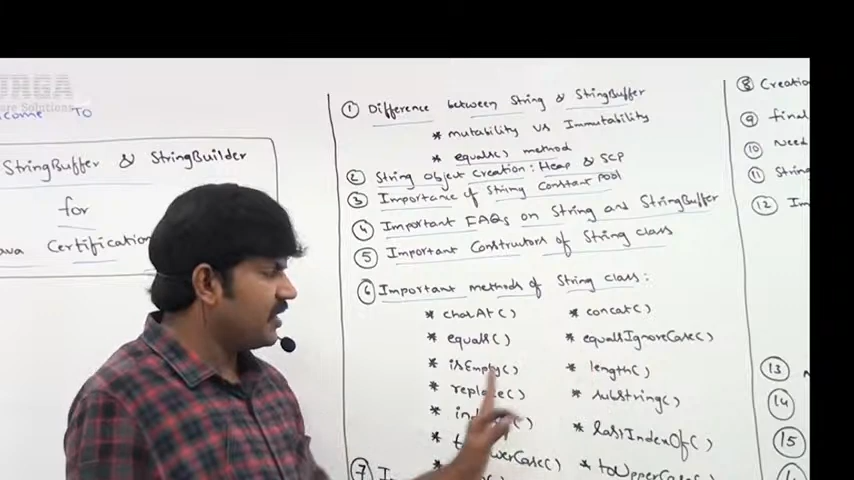 URGA
Software Solutions
Welcome To
StringBuffer & StringBuilder
for
Java Certification
① Difference between String & StringBuffer
* mutability vs Immutability
* equals() method
② String object creation: Heap & SCP
③ Importance of String Constant Pool
④ Important FAQs on String and StringBuffer
⑤ Important Constructors of String class
⑥ Important methods of String class:
* charAt() * concat()
* equals() * equalsIgnoreCase()
* isEmpty() * length()
* replace() * substring()
* * lastIndexOf()
* * toUpperCase()
⑦
⑧ Creation
⑨ final
⑩ Need
⑪ String
⑫ Im
⑬
⑭
⑮